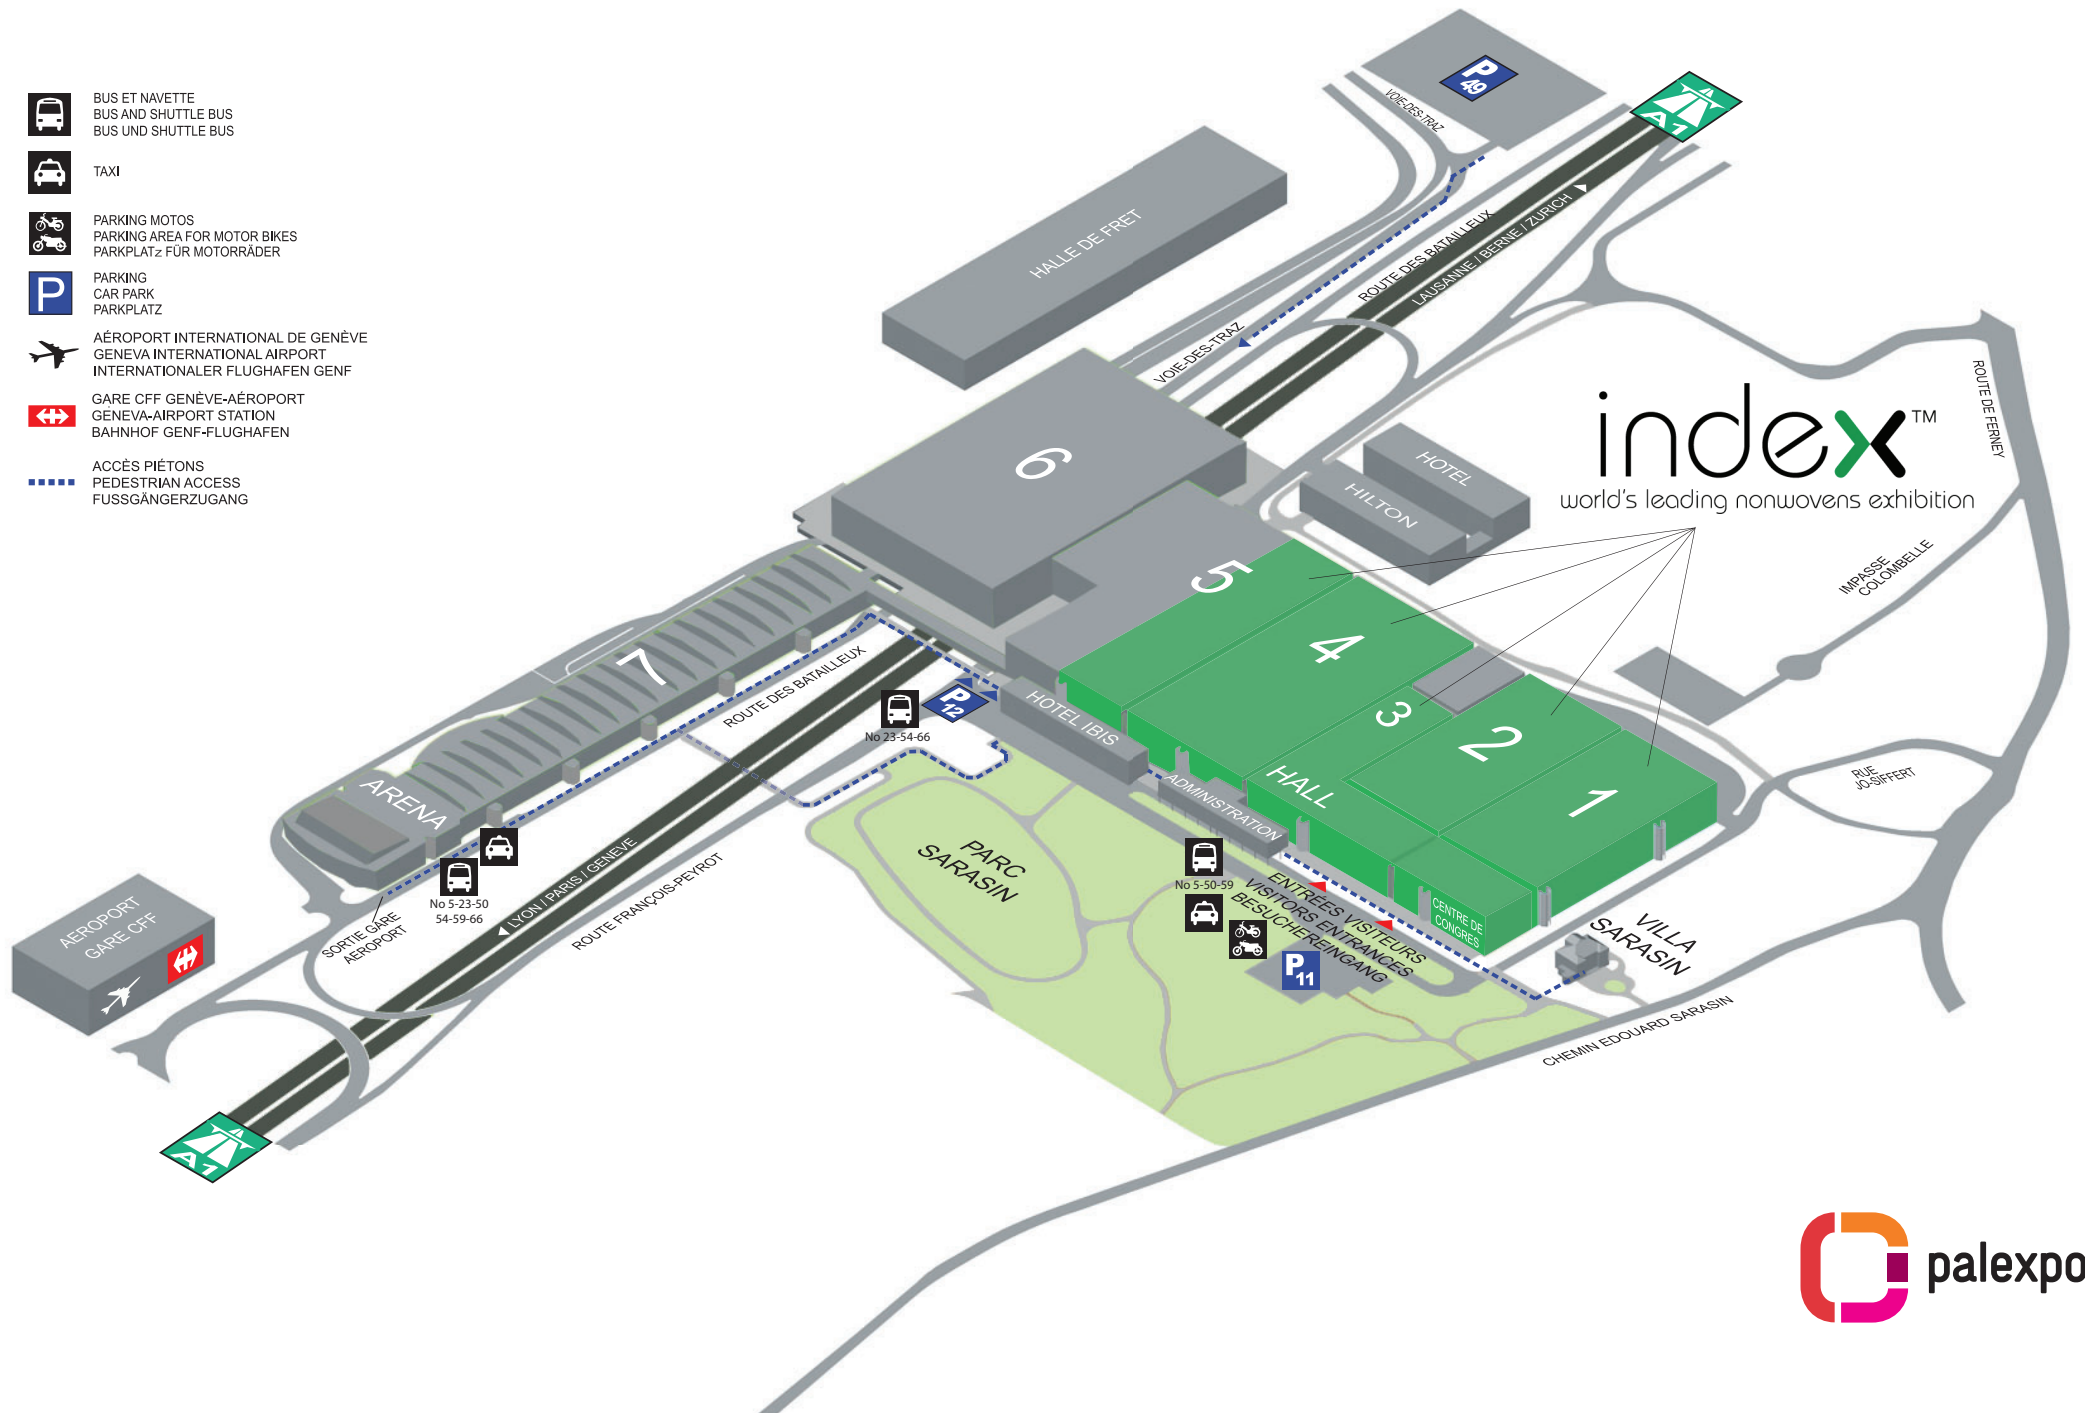 BUS ET NAVETTE
BUS AND SHUTTLE BUS
BUS UND SHUTTLE BUS
TAXI
PARKING MOTOS
PARKING AREA FOR MOTOR BIKES
PARKPLATz FÜR MOTORRÄDER
P
PARKING
CAR PARK
PARKPLATZ
AÉROPORT INTERNATIONAL DE GENÈVE
GENEVA INTERNATIONAL AIRPORT
INTERNATIONALER FLUGHAFEN GENF
GARE CFF GENÈVE-AÉROPORT
GENEVA-AIRPORT STATION
BAHNHOF GENF-FLUGHAFEN
ACCÈS PIÉTONS
PEDESTRIAN ACCESS
FUSSGÄNGERZUGANG
P
49
VOIE-DES-TRAZ
A1
HALLE DE FRET
ROUTE DES BATAILLEUX
LAUSANNE / BERNE / ZURICH
VOIE-DES-TRAZ
ROUTE DE FERNEY
index™
world's leading nonwovens exhibition
HOTEL
HILTON
6
5
4
3
2
1
HALL
7
IMPASSE
COLOMBELLE
RUE
JO-SIFFERT
ROUTE DES BATAILLEUX
No 23-54-66
P
12
HOTEL IBIS
ADMINISTRATION
ARENA
No 5-23-50
54-59-66
LYON / PARIS / GENEVE
ROUTE FRANÇOIS-PEYROT
SORTIE GARE
AEROPORT
AEROPORT
GARE CFF
PARC
SARASIN
No 5-50-59
ENTRÉES VISITEURS
VISITORS ENTRANCES
BESUCHEREINGANG
P
11
CENTRE DE
CONGRES
VILLA
SARASIN
CHEMIN EDOUARD SARASIN
A1
palexpo